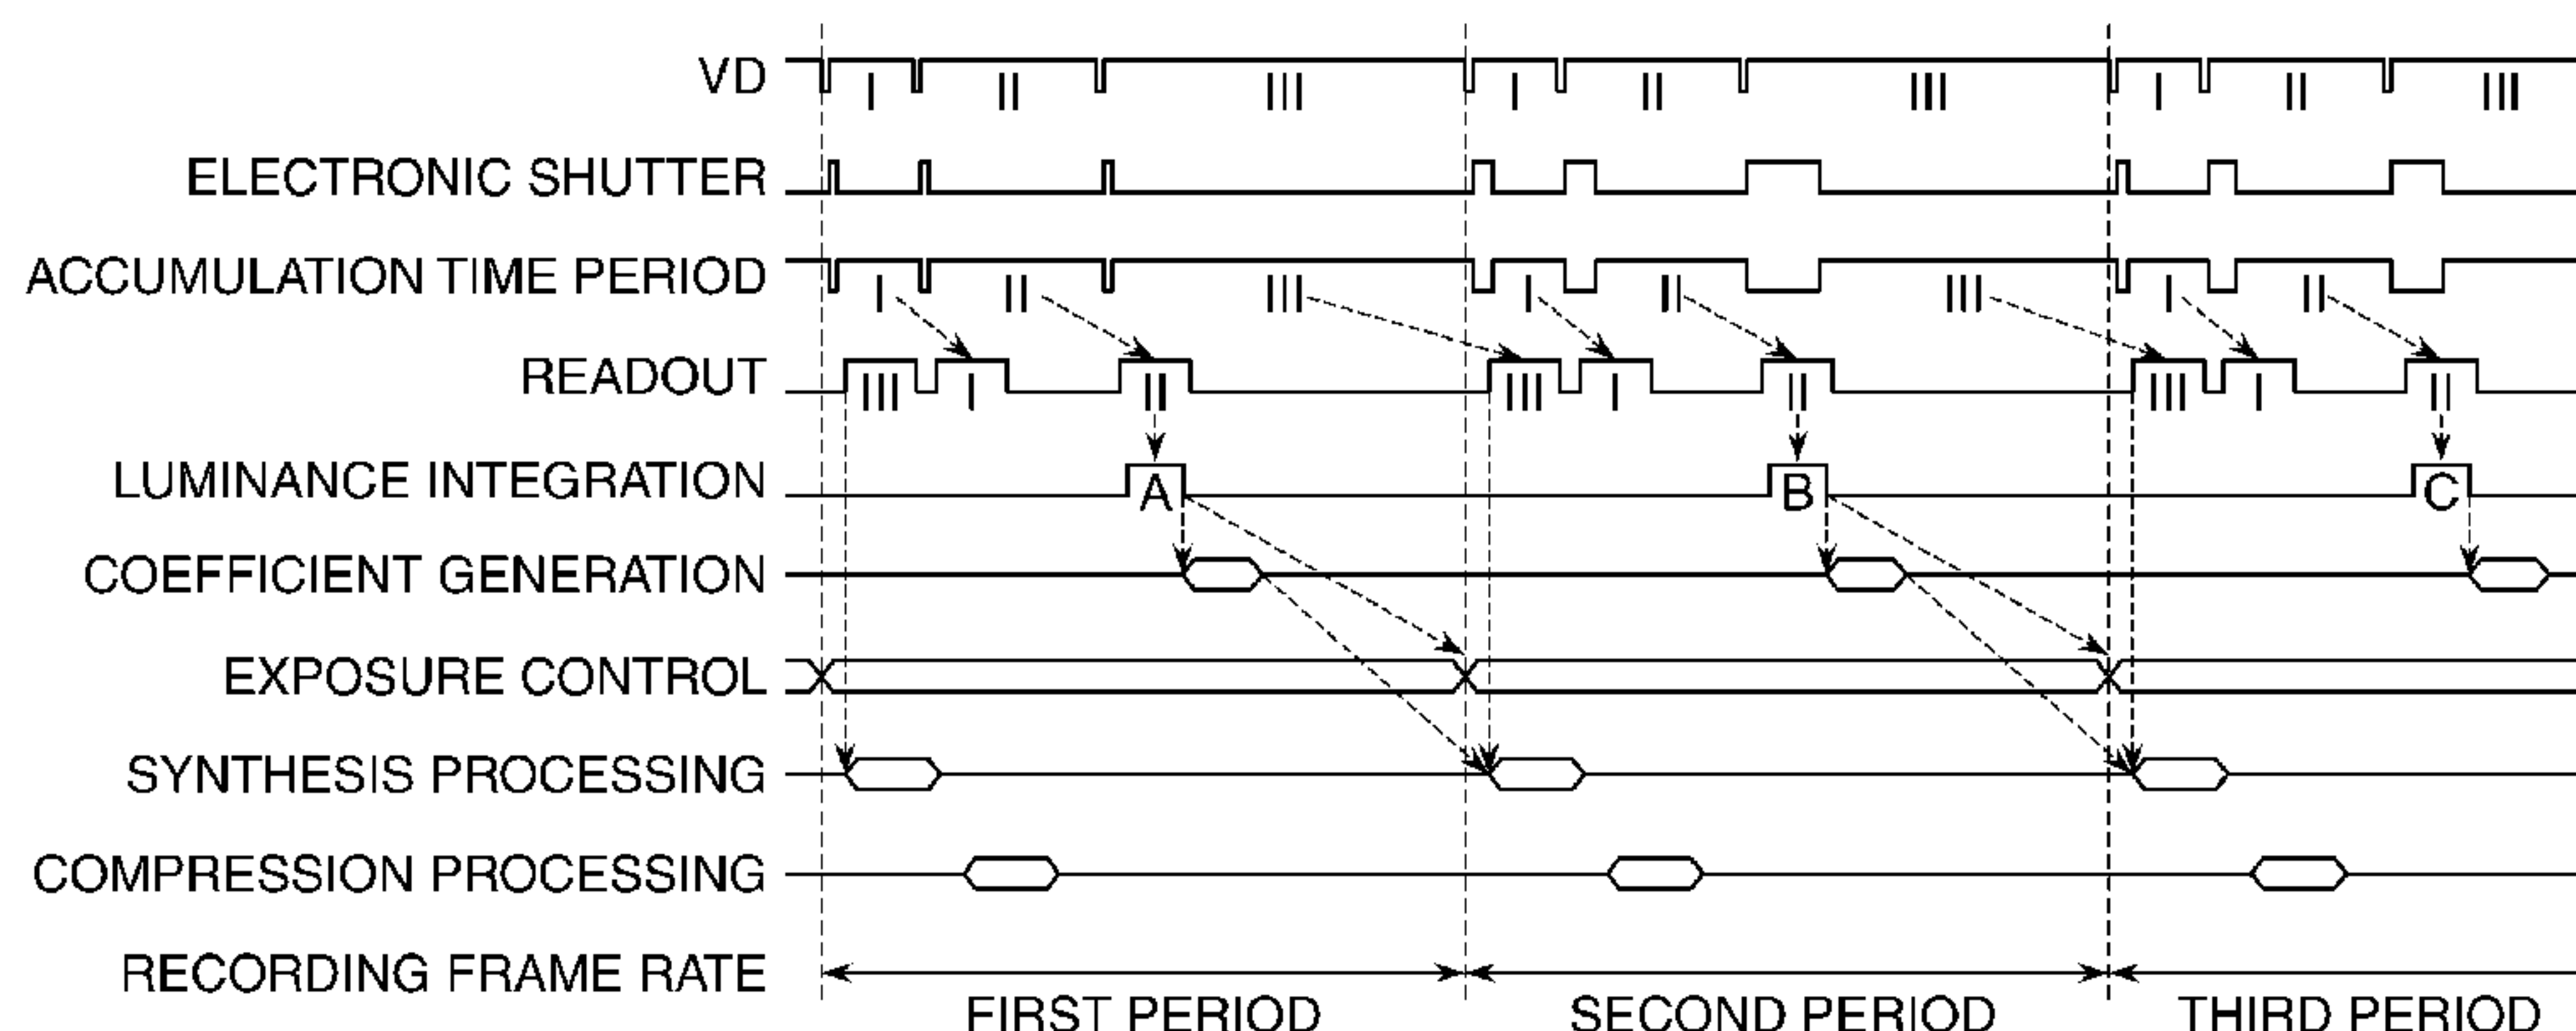 VD I II III I II III I II III
ELECTRONIC SHUTTER
ACCUMULATION TIME PERIOD I II III I II III I II
READOUT III I II III I II III I II
LUMINANCE INTEGRATION A B C
COEFFICIENT GENERATION
EXPOSURE CONTROL
SYNTHESIS PROCESSING
COMPRESSION PROCESSING
RECORDING FRAME RATE
FIRST PERIOD SECOND PERIOD THIRD PERIOD